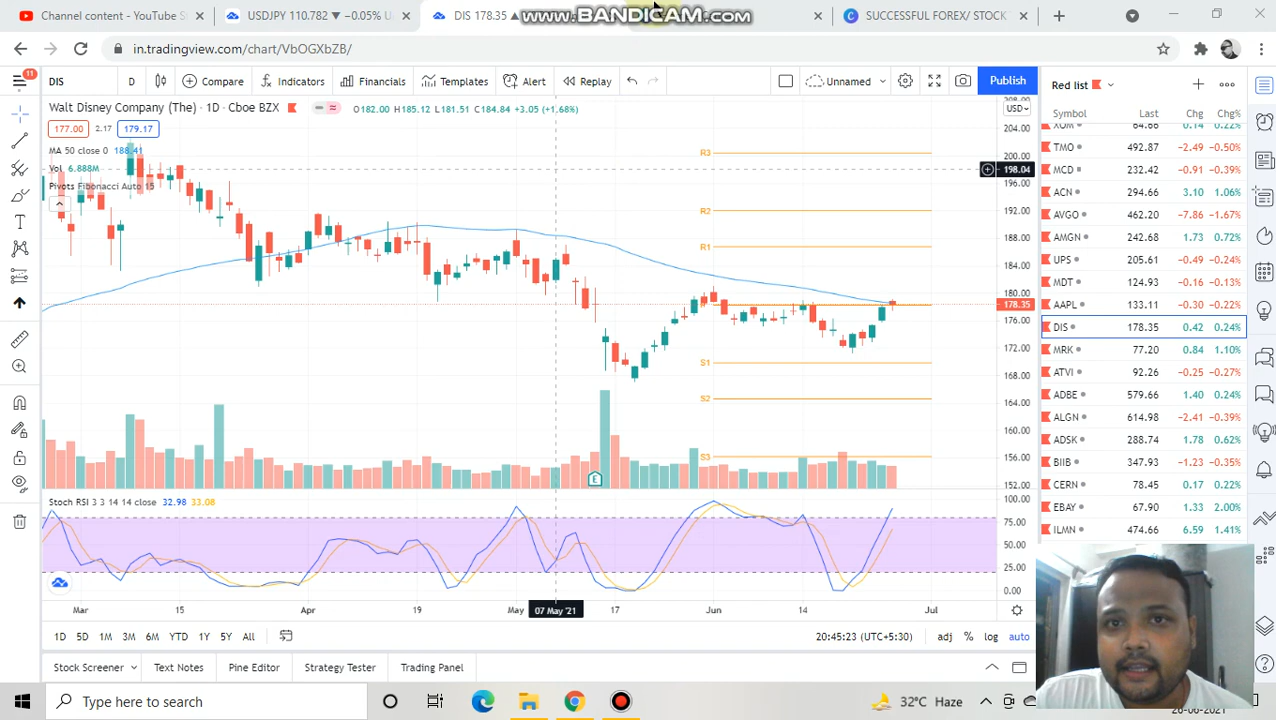 Channel content - YouTube St
USDJPY 110.782 ▼ -0.05% U
DIS 178.35 ▲
www.BANDICAM.com
SUCCESSFUL FOREX/ STOCK
in.tradingview.com/chart/VbOGXbZB/
11
DIS
D
Compare
Indicators
Financials
Templates
Alert
Replay
Unnamed
Publish
Red list
Walt Disney Company (The) · 1D · Cboe BZX
O182.00 H185.12 L181.51 C184.84 +3.05 (+1.68%)
177.00 2.17 179.17
MA 50 close 0 188.41
Vol 6.888M
Pivots Fibonacci Auto 15
USD
208.00
204.00
200.00
198.04
196.00
192.00
188.00
184.00
180.00
178.35
176.00
172.00
168.00
164.00
160.00
156.00
152.00
R3
R2
R1
S1
S2
S3
E
Symbol Last Chg Chg%
XOM 64.66 0.14 0.22%
TMO 492.87 −2.49 −0.50%
MCD 232.42 −0.91 −0.39%
ACN 294.66 3.10 1.06%
AVGO 462.20 −7.86 −1.67%
AMGN 242.68 1.73 0.72%
UPS 205.61 −0.49 −0.24%
MDT 124.93 −0.16 −0.13%
AAPL 133.11 −0.30 −0.22%
DIS 178.35 0.42 0.24%
MRK 77.20 0.84 1.10%
ATVI 92.26 −0.25 −0.27%
ADBE 579.66 1.40 0.24%
ALGN 614.98 −2.41 −0.39%
ADSK 288.74 1.78 0.62%
BIIB 347.93 −1.23 −0.35%
CERN 78.45 0.17 0.22%
EBAY 67.90 1.33 2.00%
ILMN 474.66 6.59 1.41%
Stoch RSI 3 3 14 14 close 32.98 33.08
100.00
75.00
50.00
25.00
0.00
Mar 15 Apr 19 May 07 May '21 17 Jun 14 Jul
1D 5D 1M 3M 6M YTD 1Y 5Y All
20:45:23 (UTC+5:30)
adj % log auto
Stock Screener Text Notes Pine Editor Strategy Tester Trading Panel
Type here to search
32°C Haze
26-06-2021